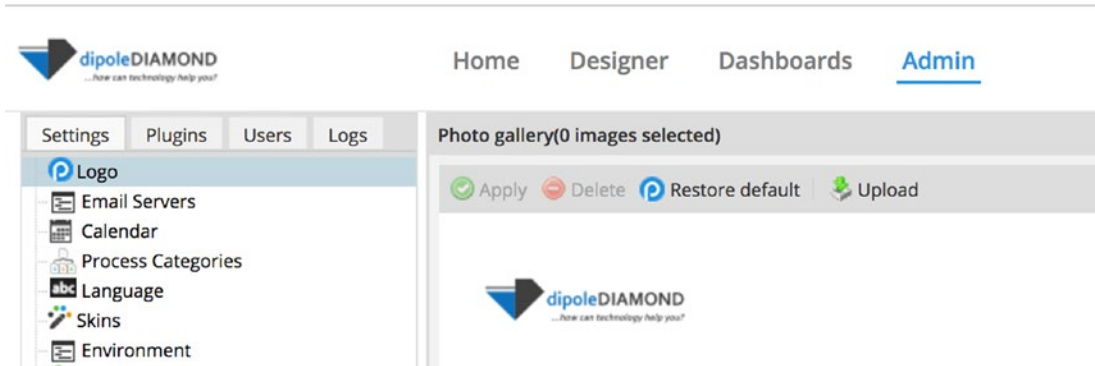 dipoleDIAMOND
...how can technology help you?
Home Designer Dashboards Admin
Settings Plugins Users Logs
Logo
Email Servers
Calendar
Process Categories
abc Language
Skins
Environment
Photo gallery(0 images selected)
Apply Delete Restore default Upload
dipoleDIAMOND
...how can technology help you?